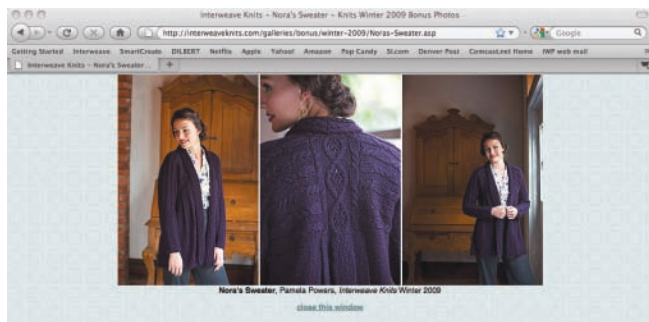 Interweave Knits – Nora's Sweater – Knits Winter 2009 Bonus Photos
http://interweaveknits.com/galleries/bonus/winter-2009/Noras-Sweater.asp
Google
Getting Started Interweave SmartCreate DILBERT Netflix Apple Yahoo! Amazon Pop Candy SI.com Denver Post Comcast.net Home IWP web mail
Interweave Knits – Nora's Sweater...
Nora's Sweater, Pamela Powers, Interweave Knits Winter 2009
close this window